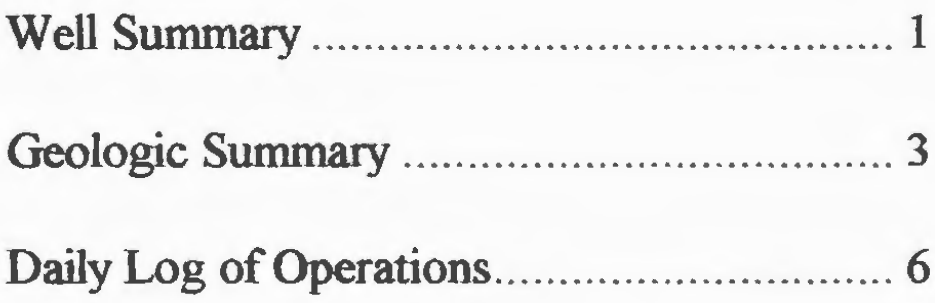 Well Summary ............................................. 1
Geologic Summary ...................................... 3
Daily Log of Operations............................... 6